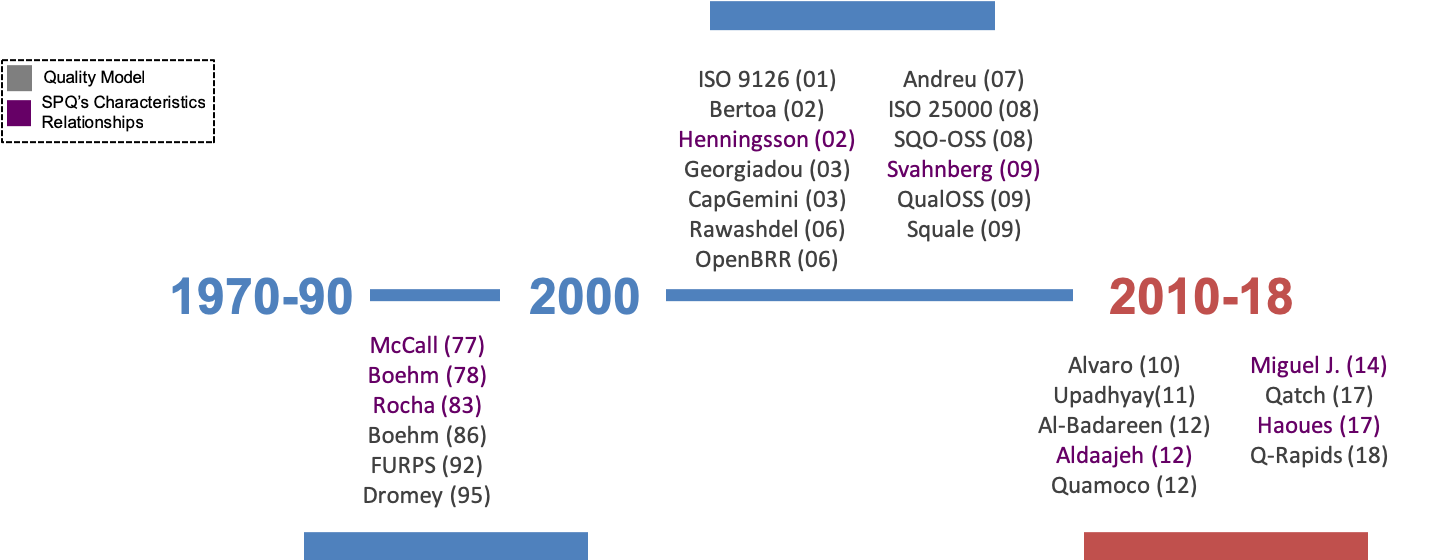 Quality Model
SPQ's Characteristics
Relationships
ISO 9126 (01)
Bertoa (02)
Henningsson (02)
Georgiadou (03)
CapGemini (03)
Rawashdel (06)
OpenBRR (06)
Andreu (07)
ISO 25000 (08)
SQO-OSS (08)
Svahnberg (09)
QualOSS (09)
Squale (09)
1970-90
2000
2010-18
McCall (77)
Boehm (78)
Rocha (83)
Boehm (86)
FURPS (92)
Dromey (95)
Alvaro (10)
Upadhyay(11)
Al-Badareen (12)
Aldaajeh (12)
Quamoco (12)
Miguel J. (14)
Qatch (17)
Haoues (17)
Q-Rapids (18)